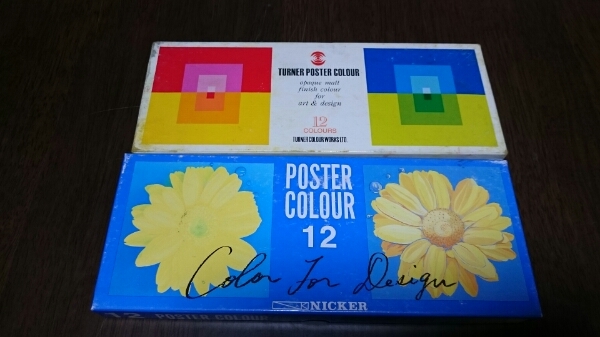 TURNER POSTER COLOUR
opaque matt
finish colour
for
art & design
12
COLOURS
TURNER COLOUR WORKS LTD.
POSTER
COLOUR
12
Color For Design
NICKER
12 POSTER COLOUR